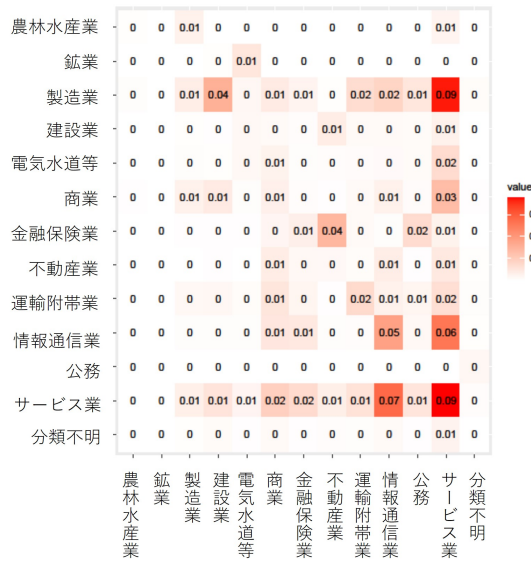 農林水産業 0 0 0.01 0 0 0 0 0 0 0 0 0.01 0
鉱業 0 0 0 0 0.01 0 0 0 0 0 0 0 0
製造業 0 0 0.01 0.04 0 0.01 0.01 0 0.02 0.02 0.01 0.09 0
建設業 0 0 0 0 0 0 0 0.01 0 0 0 0.01 0
電気水道等 0 0 0 0 0 0.01 0 0 0 0 0 0.02 0
商業 0 0 0.01 0.01 0 0.01 0 0 0 0.01 0 0.03 0
金融保険業 0 0 0 0 0 0 0.01 0.04 0 0 0.02 0.01 0
不動産業 0 0 0 0 0 0.01 0 0 0 0.01 0 0.01 0
運輸附帯業 0 0 0 0 0 0.01 0 0 0.02 0.01 0.01 0.02 0
情報通信業 0 0 0 0 0 0.01 0.01 0 0 0.05 0 0.06 0
公務 0 0 0 0 0 0 0 0 0 0 0 0 0
サービス業 0 0 0.01 0.01 0.01 0.02 0.02 0.01 0.01 0.07 0.01 0.09 0
分類不明 0 0 0 0 0 0 0 0 0 0 0 0.01 0
農林水産業
鉱業
製造業
建設業
電気水道等
商業
金融保険業
不動産業
運輸附帯業
情報通信業
公務
サービス業
分類不明
value